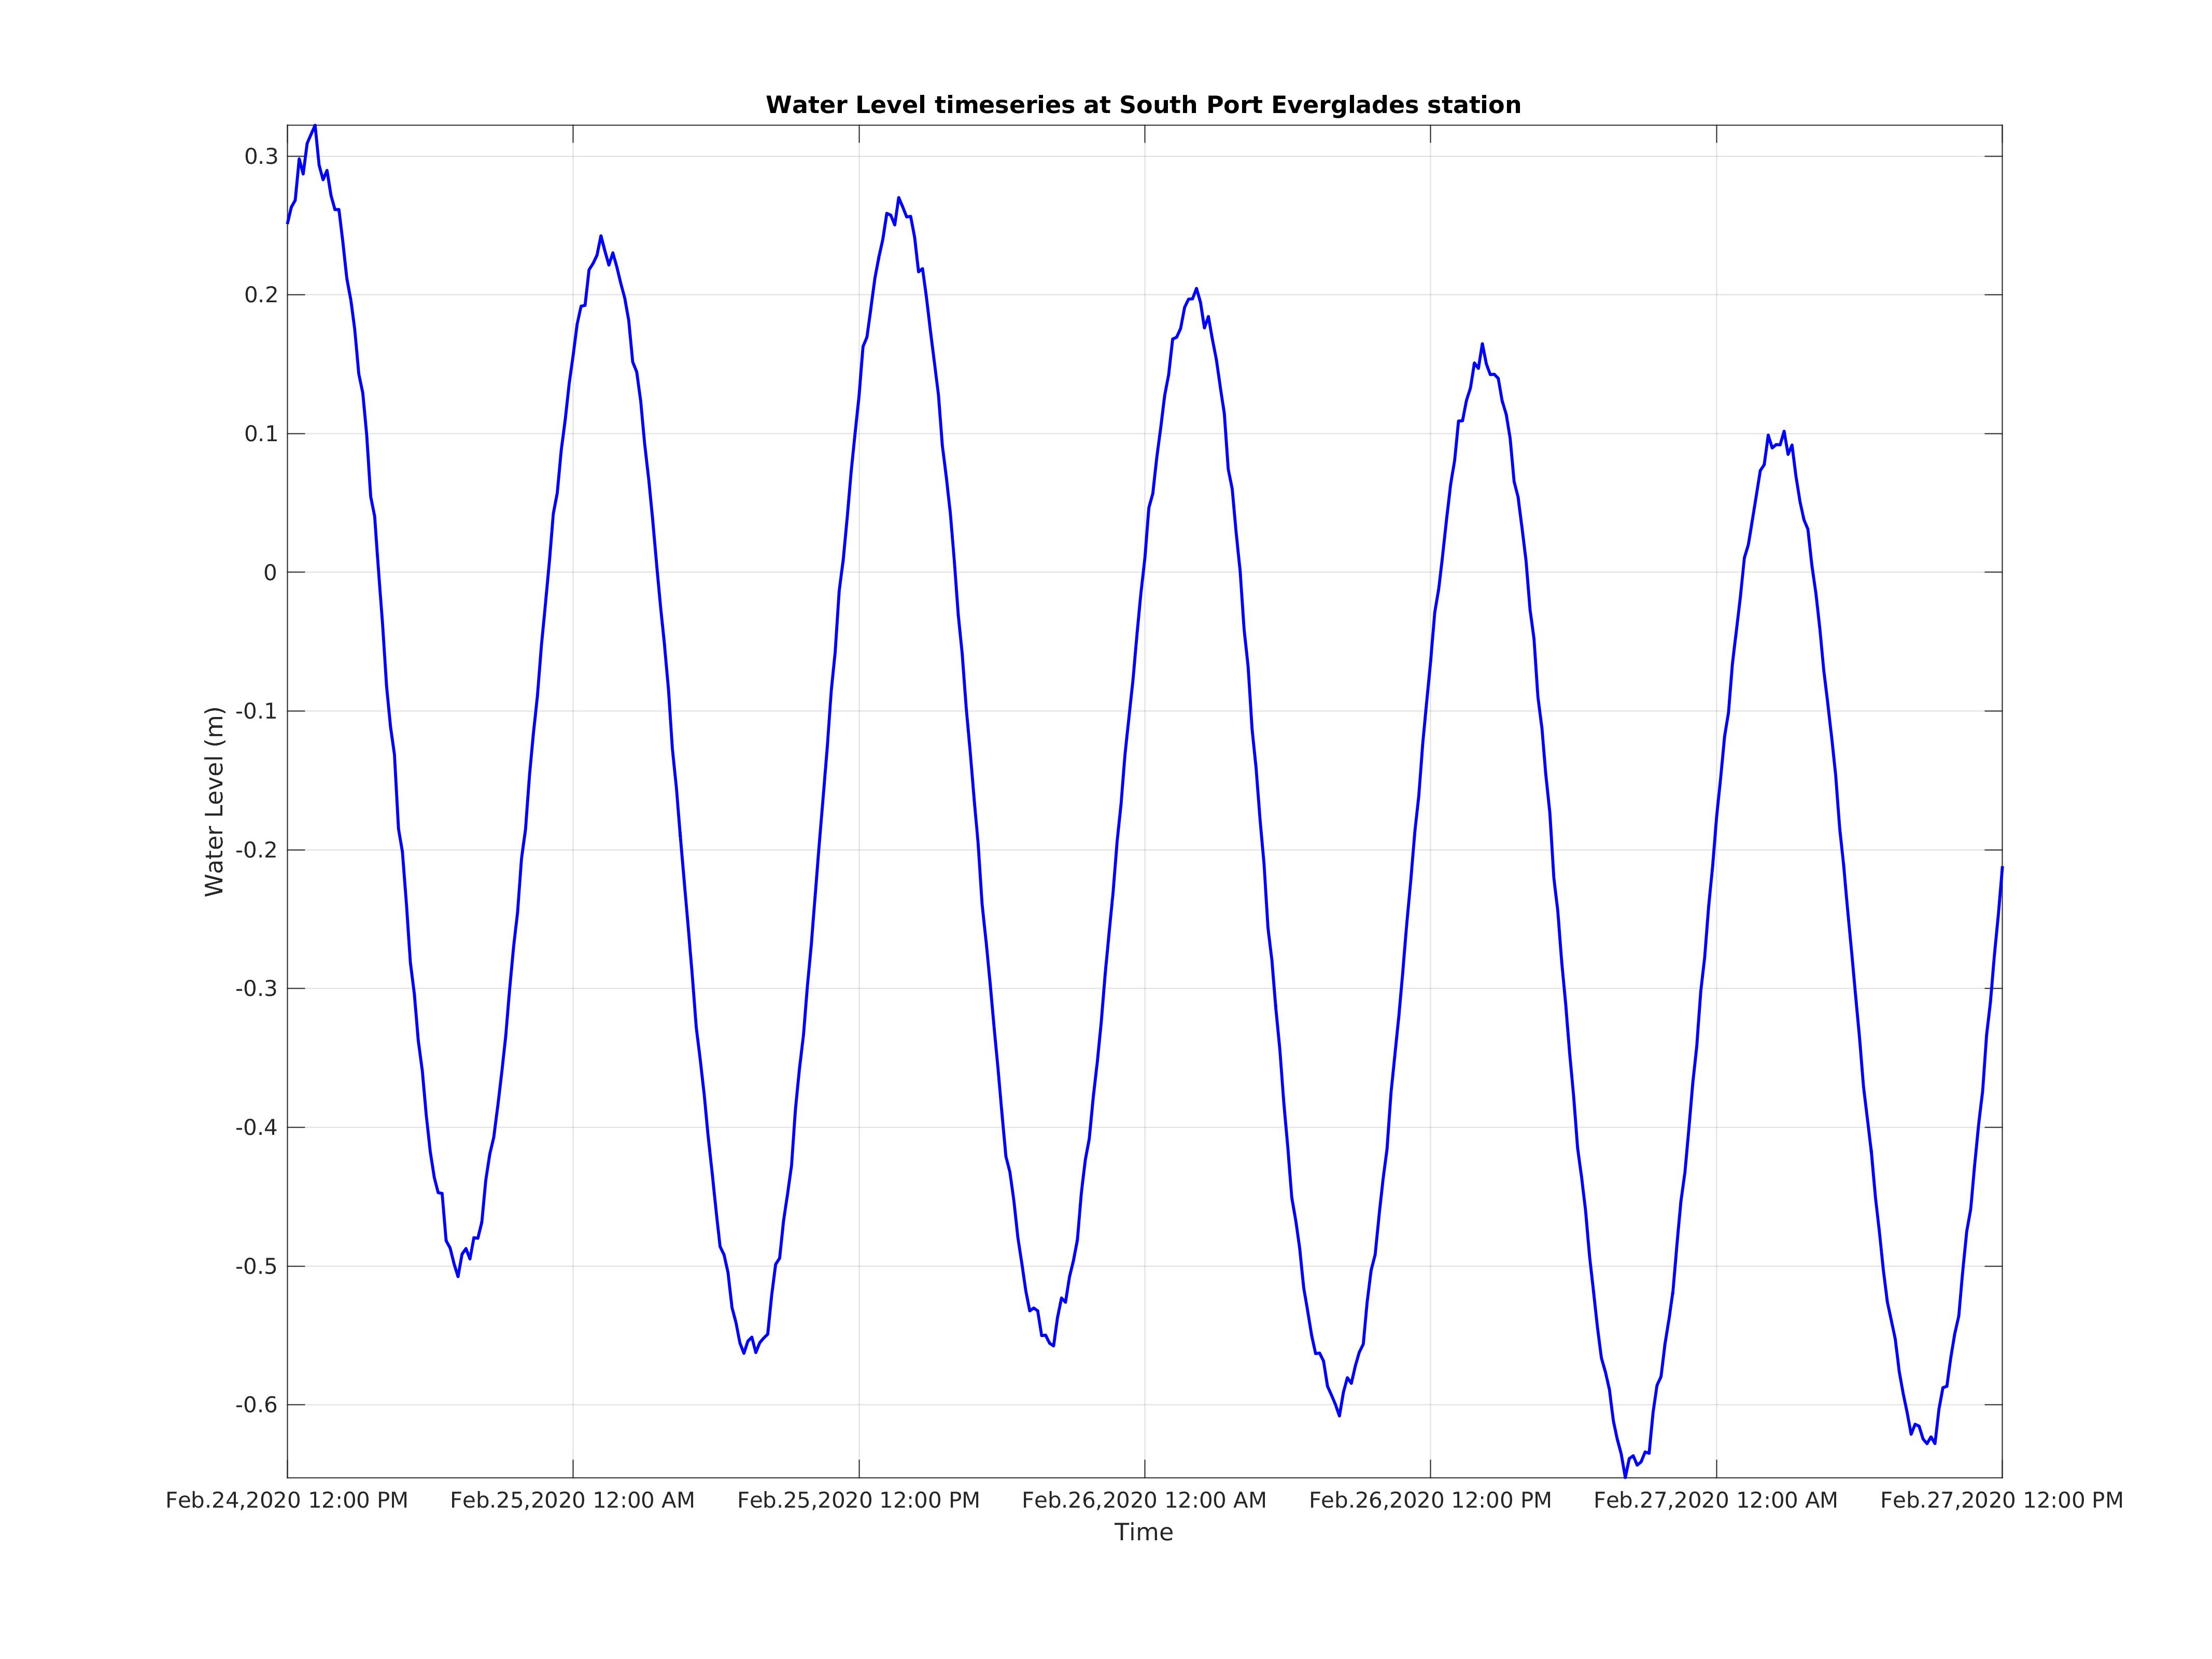 Water Level timeseries at South Port Everglades station
0.3
0.2
0.1
0
-0.1
-0.2
-0.3
-0.4
-0.5
-0.6
Water Level (m)
Feb.24,2020 12:00 PM
Feb.25,2020 12:00 AM
Feb.25,2020 12:00 PM
Feb.26,2020 12:00 AM
Feb.26,2020 12:00 PM
Feb.27,2020 12:00 AM
Feb.27,2020 12:00 PM
Time